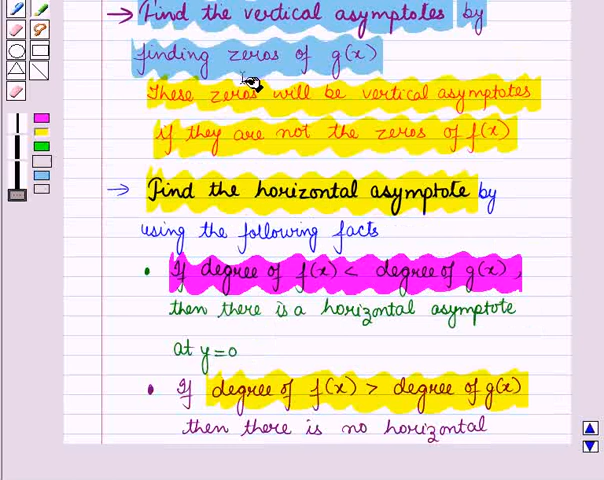 → Find the vertical asymptotes by
finding zeros of g(x)
These zeros will be vertical asymptotes
if they are not the zeros of f(x)
→ Find the horizontal asymptote by
using the following facts
• If degree of f(x) < degree of g(x),
then there is a horizontal asymptote
at y=0
• If degree of f(x) > degree of g(x)
then there is no horizontal